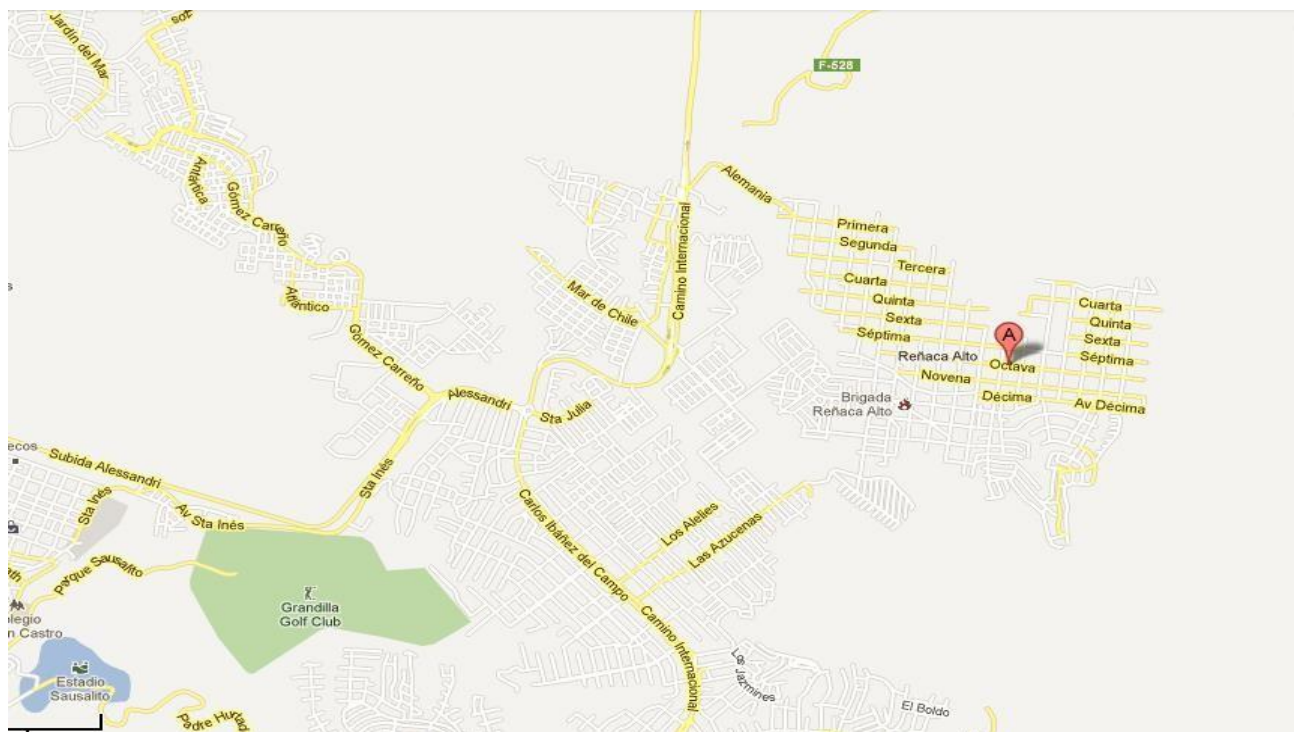 Jardín del Mar
F-528
Antártica
Gómez Carreño
Alemania
Camino Internacional
Primera
Segunda
Tercera
Cuarta
Quinta
Sexta
Séptima
Cuarta
Quinta
Sexta
Séptima
A
Reñaca Alto
Octava
Novena
Décima
Av Décima
Brigada
Reñaca Alto
Atlántico
Mar de Chile
Gómez Carreño
Alessandri
Sta Julia
Subida Alessandri
Sta Inés
Sta Inés
Av Sta Inés
Carlos Ibáñez del Campo
Los Alelies
Las Azucenas
Parque Sausalito
Grandilla
Golf Club
Camino Internacional
n Castro
Estadio
Sausalito
Los Jazmines
El Boldo